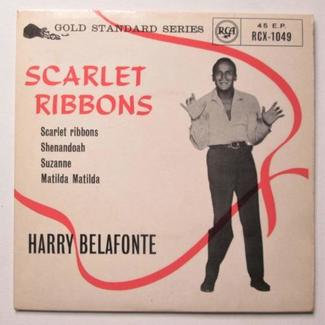 GOLD STANDARD SERIES
RCA
45 E.P.
RCX-1049
SCARLET
RIBBONS
Scarlet ribbons
Shenandoah
Suzanne
Matilda Matilda
HARRY BELAFONTE